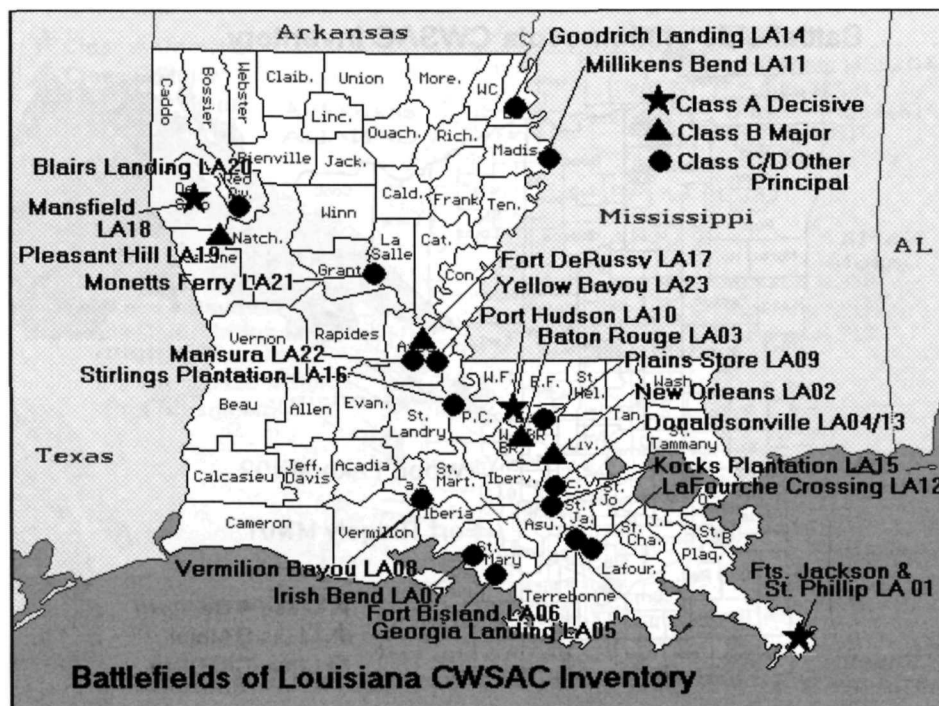 Arkansas
Goodrich Landing LA14
Millikens Bend LA11
Class A Decisive
Class B Major
Class C/D Other
Principal
Caddo
Bossier
Webster
Claib.
Union
More.
WC
Linc.
Ouach.
Rich.
Madis.
Bienville
Jack.
Blairs Landing LA20
Cald.
Frank
Ten.
Mansfield
LA18
Winn
Mississippi
AL
Natch.
La
Salle
Cat.
Pleasant Hill LA19
Grant
Con.
Fort DeRussy LA17
Monetts Ferry LA21
Yellow Bayou LA23
Port Hudson LA10
Vernon
Rapides
Baton Rouge LA03
Mansura LA22
Plains Store LA09
Stirlings Plantation LA16
W.F.
E.F.
St.
Hel.
Wash
New Orleans LA02
Beau
Allen
Evan.
St.
Landry
P.C.
W.
BR
Liv.
Tan
St.
Tammany
Donaldsonville LA04/13
Texas
Calcasieu
Jeff.
Davis
Acadia
St.
Mart.
Iberv.
Kocks Plantation LA15
LaFourche Crossing LA12
Cameron
Vermilion
Iberia
Asu.
St.
Ja.
St.
Jo
St.
Cha.
J.
St.
B
Plaq.
Vermilion Bayou LA08
St.
Mary
Lafour.
Irish Bend LA07
Terrebonne
Fort Bisland LA06
Georgia Landing LA05
Fts. Jackson &
St. Phillip LA 01
Battlefields of Louisiana CWSAC Inventory